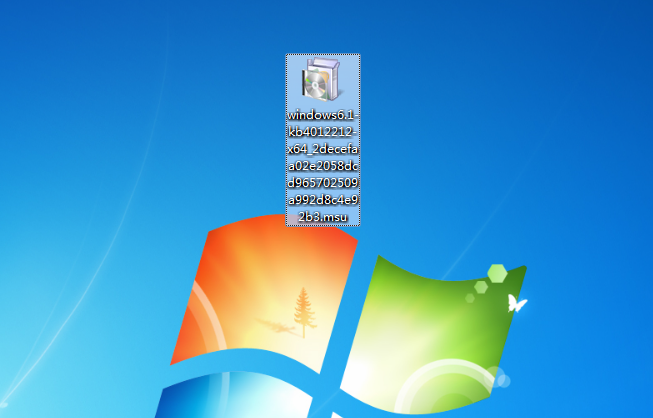 windows6.1-
kb4012212-
x64_2decefa
a02e2058dc
d965702509
a992d8c4e9
2b3.msu